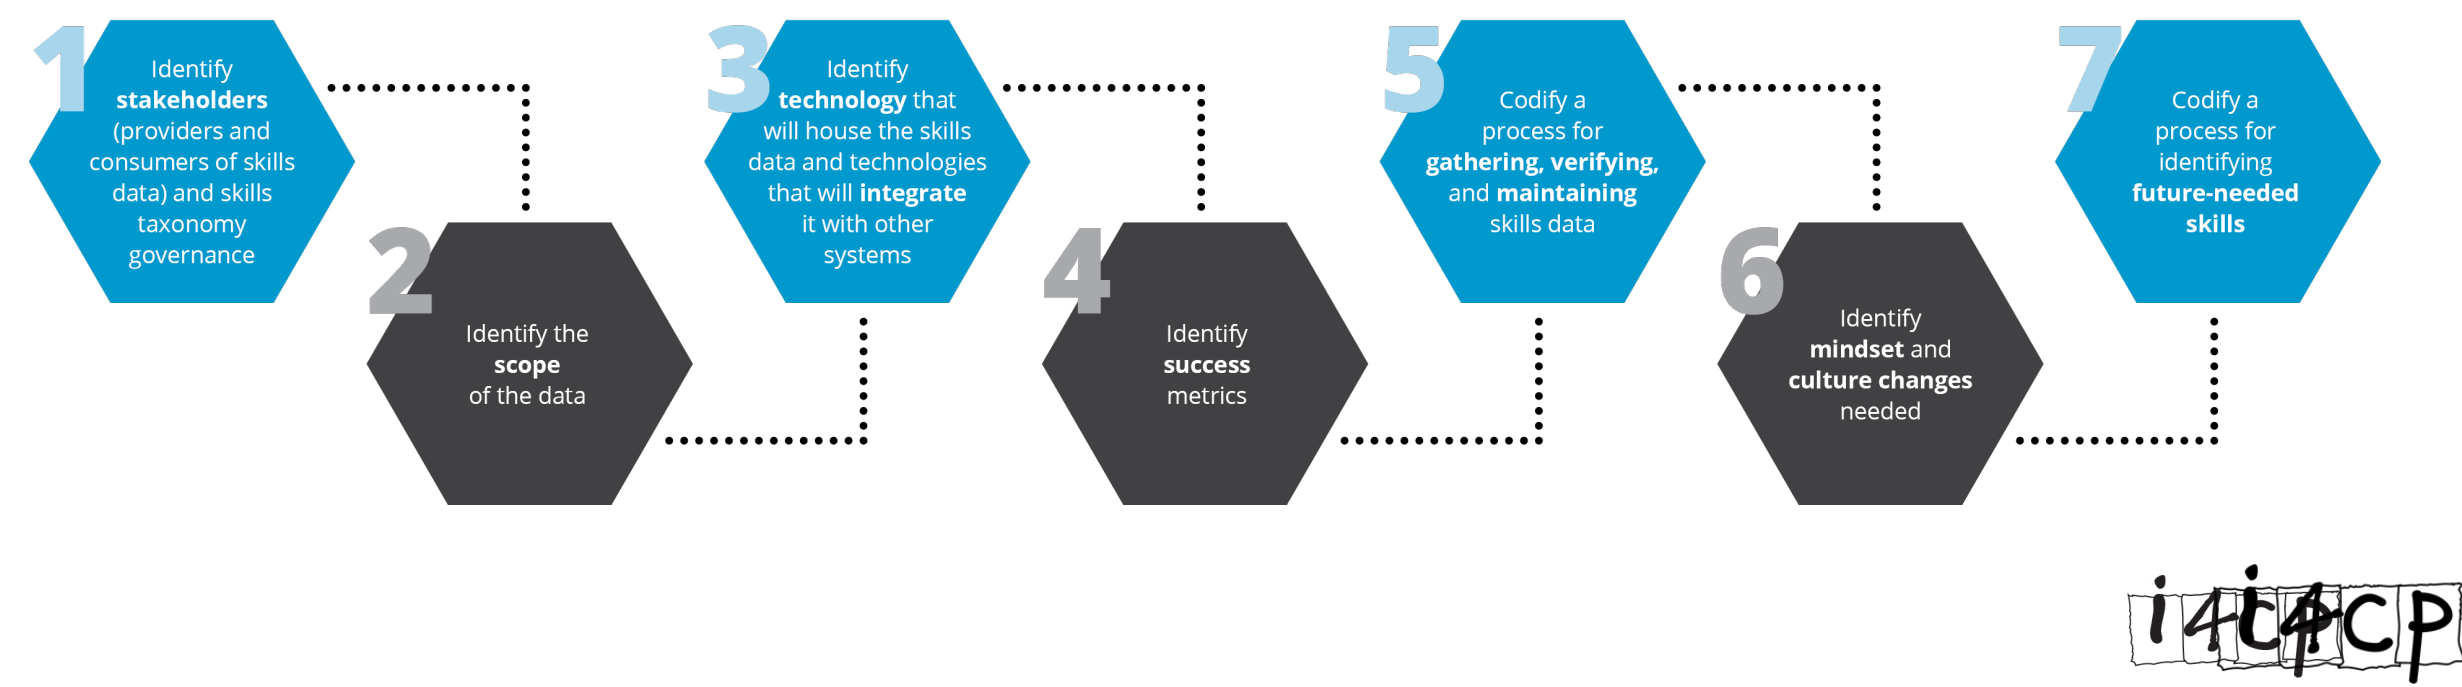 1
Identify
stakeholders
(providers and
consumers of skills
data) and skills
taxonomy
governance
2
Identify the
scope
of the data
3
Identify
technology that
will house the skills
data and technologies
that will integrate
it with other
systems
4
Identify
success
metrics
5
Codify a
process for
gathering, verifying,
and maintaining
skills data
6
Identify
mindset and
culture changes
needed
7
Codify a
process for
identifying
future-needed
skills
i4cp
i4cp